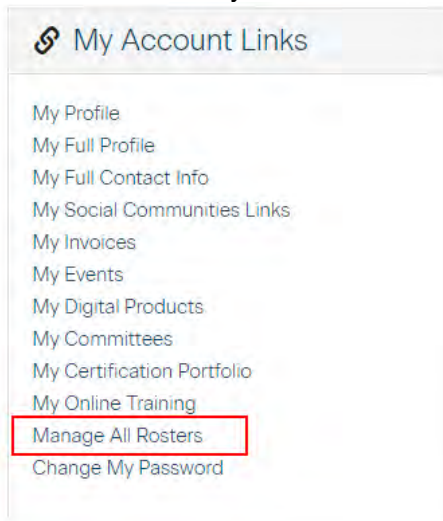 My Account Links
My Profile
My Full Profile
My Full Contact Info
My Social Communities Links
My Invoices
My Events
My Digital Products
My Committees
My Certification Portfolio
My Online Training
Manage All Rosters
Change My Password